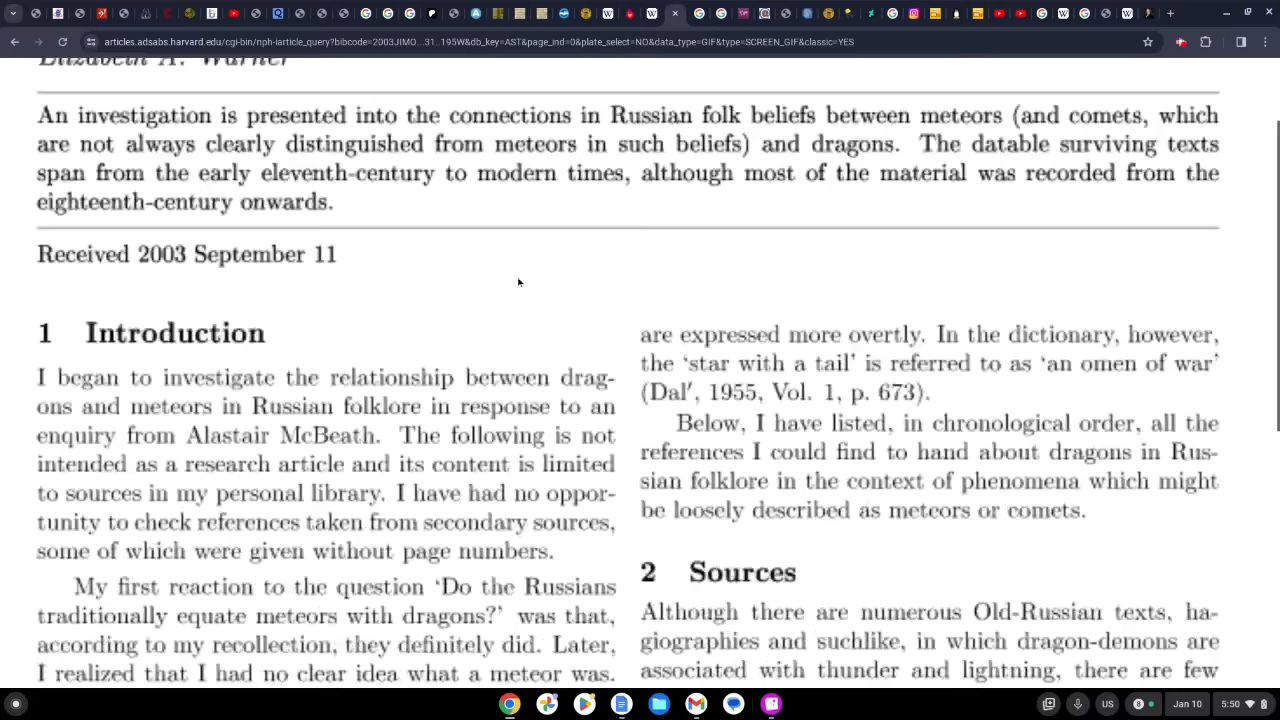 articles.adsabs.harvard.edu/cgi-bin/nph-iarticle_query?bibcode=2003JIMO...31..195W&db_key=AST&page_ind=0&plate_select=NO&data_type=GIF&type=SCREEN_GIF&classic=YES
Elizabeth A. Warner
An investigation is presented into the connections in Russian folk beliefs between meteors (and comets, which
are not always clearly distinguished from meteors in such beliefs) and dragons. The datable surviving texts
span from the early eleventh-century to modern times, although most of the material was recorded from the
eighteenth-century onwards.
Received 2003 September 11
1 Introduction
I began to investigate the relationship between drag-
ons and meteors in Russian folklore in response to an
enquiry from Alastair McBeath. The following is not
intended as a research article and its content is limited
to sources in my personal library. I have had no oppor-
tunity to check references taken from secondary sources,
some of which were given without page numbers.
My first reaction to the question ‘Do the Russians
traditionally equate meteors with dragons?’ was that,
according to my recollection, they definitely did. Later,
I realized that I had no clear idea what a meteor was.
are expressed more overtly. In the dictionary, however,
the ‘star with a tail’ is referred to as ‘an omen of war’
(Dal′, 1955, Vol. 1, p. 673).
Below, I have listed, in chronological order, all the
references I could find to hand about dragons in Rus-
sian folklore in the context of phenomena which might
be loosely described as meteors or comets.
2 Sources
Although there are numerous Old-Russian texts, ha-
giographies and suchlike, in which dragon-demons are
associated with thunder and lightning, there are few
US
8
Jan 10
5:50